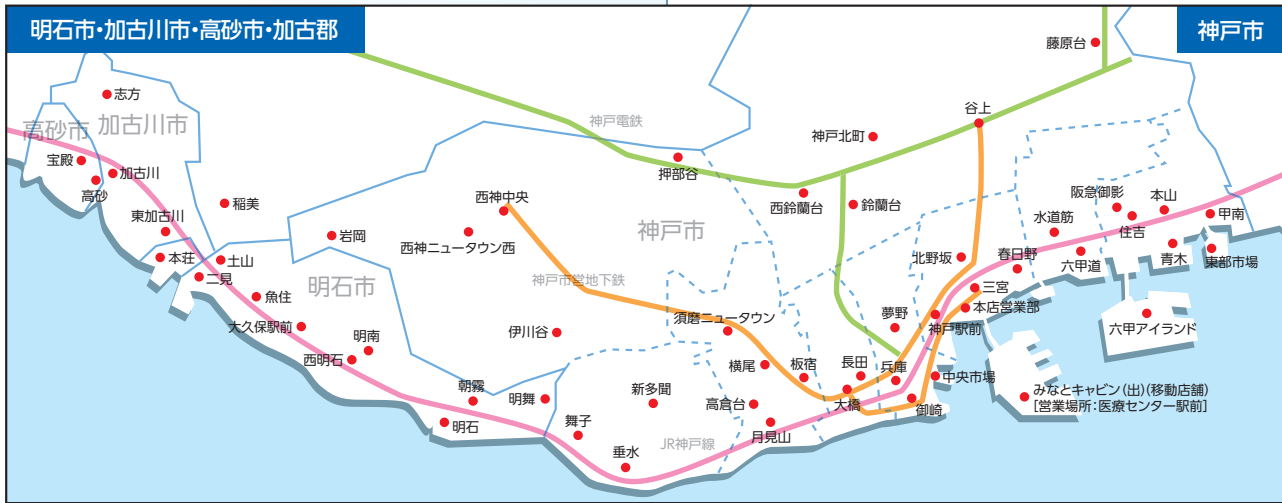 明石市・加古川市・高砂市・加古郡
神戸市
藤原台
志方
高砂市
加古川市
神戸電鉄
神戸北町
谷上
宝殿
加古川
高砂
押部谷
西鈴蘭台
鈴蘭台
阪急御影
本山
稲美
西神中央
水道筋
甲南
東加古川
岩岡
西神ニュータウン西
神戸市
住吉
本荘
土山
北野坂
春日野
六甲道
青木
東部市場
二見
明石市
神戸市営地下鉄
三宮
魚住
本店営業部
大久保駅前
伊川谷
須磨ニュータウン
夢野
神戸駅前
六甲アイランド
明南
西明石
横尾
板宿
長田
兵庫
中央市場
朝霧
明舞
新多聞
高倉台
大橋
御崎
みなとキャビン(出)(移動店舗)
[営業場所:医療センター駅前]
明石
舞子
月見山
垂水
JR神戸線